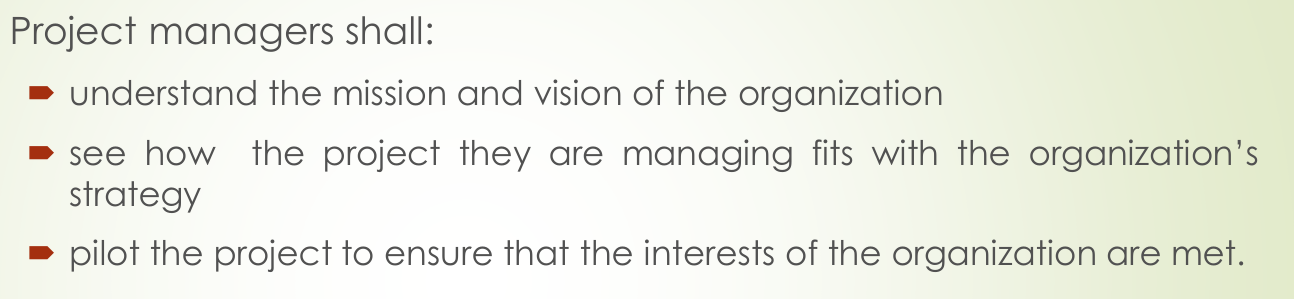 Project managers shall:
understand the mission and vision of the organization
see how the project they are managing fits with the organization's
strategy
pilot the project to ensure that the interests of the organization are met.